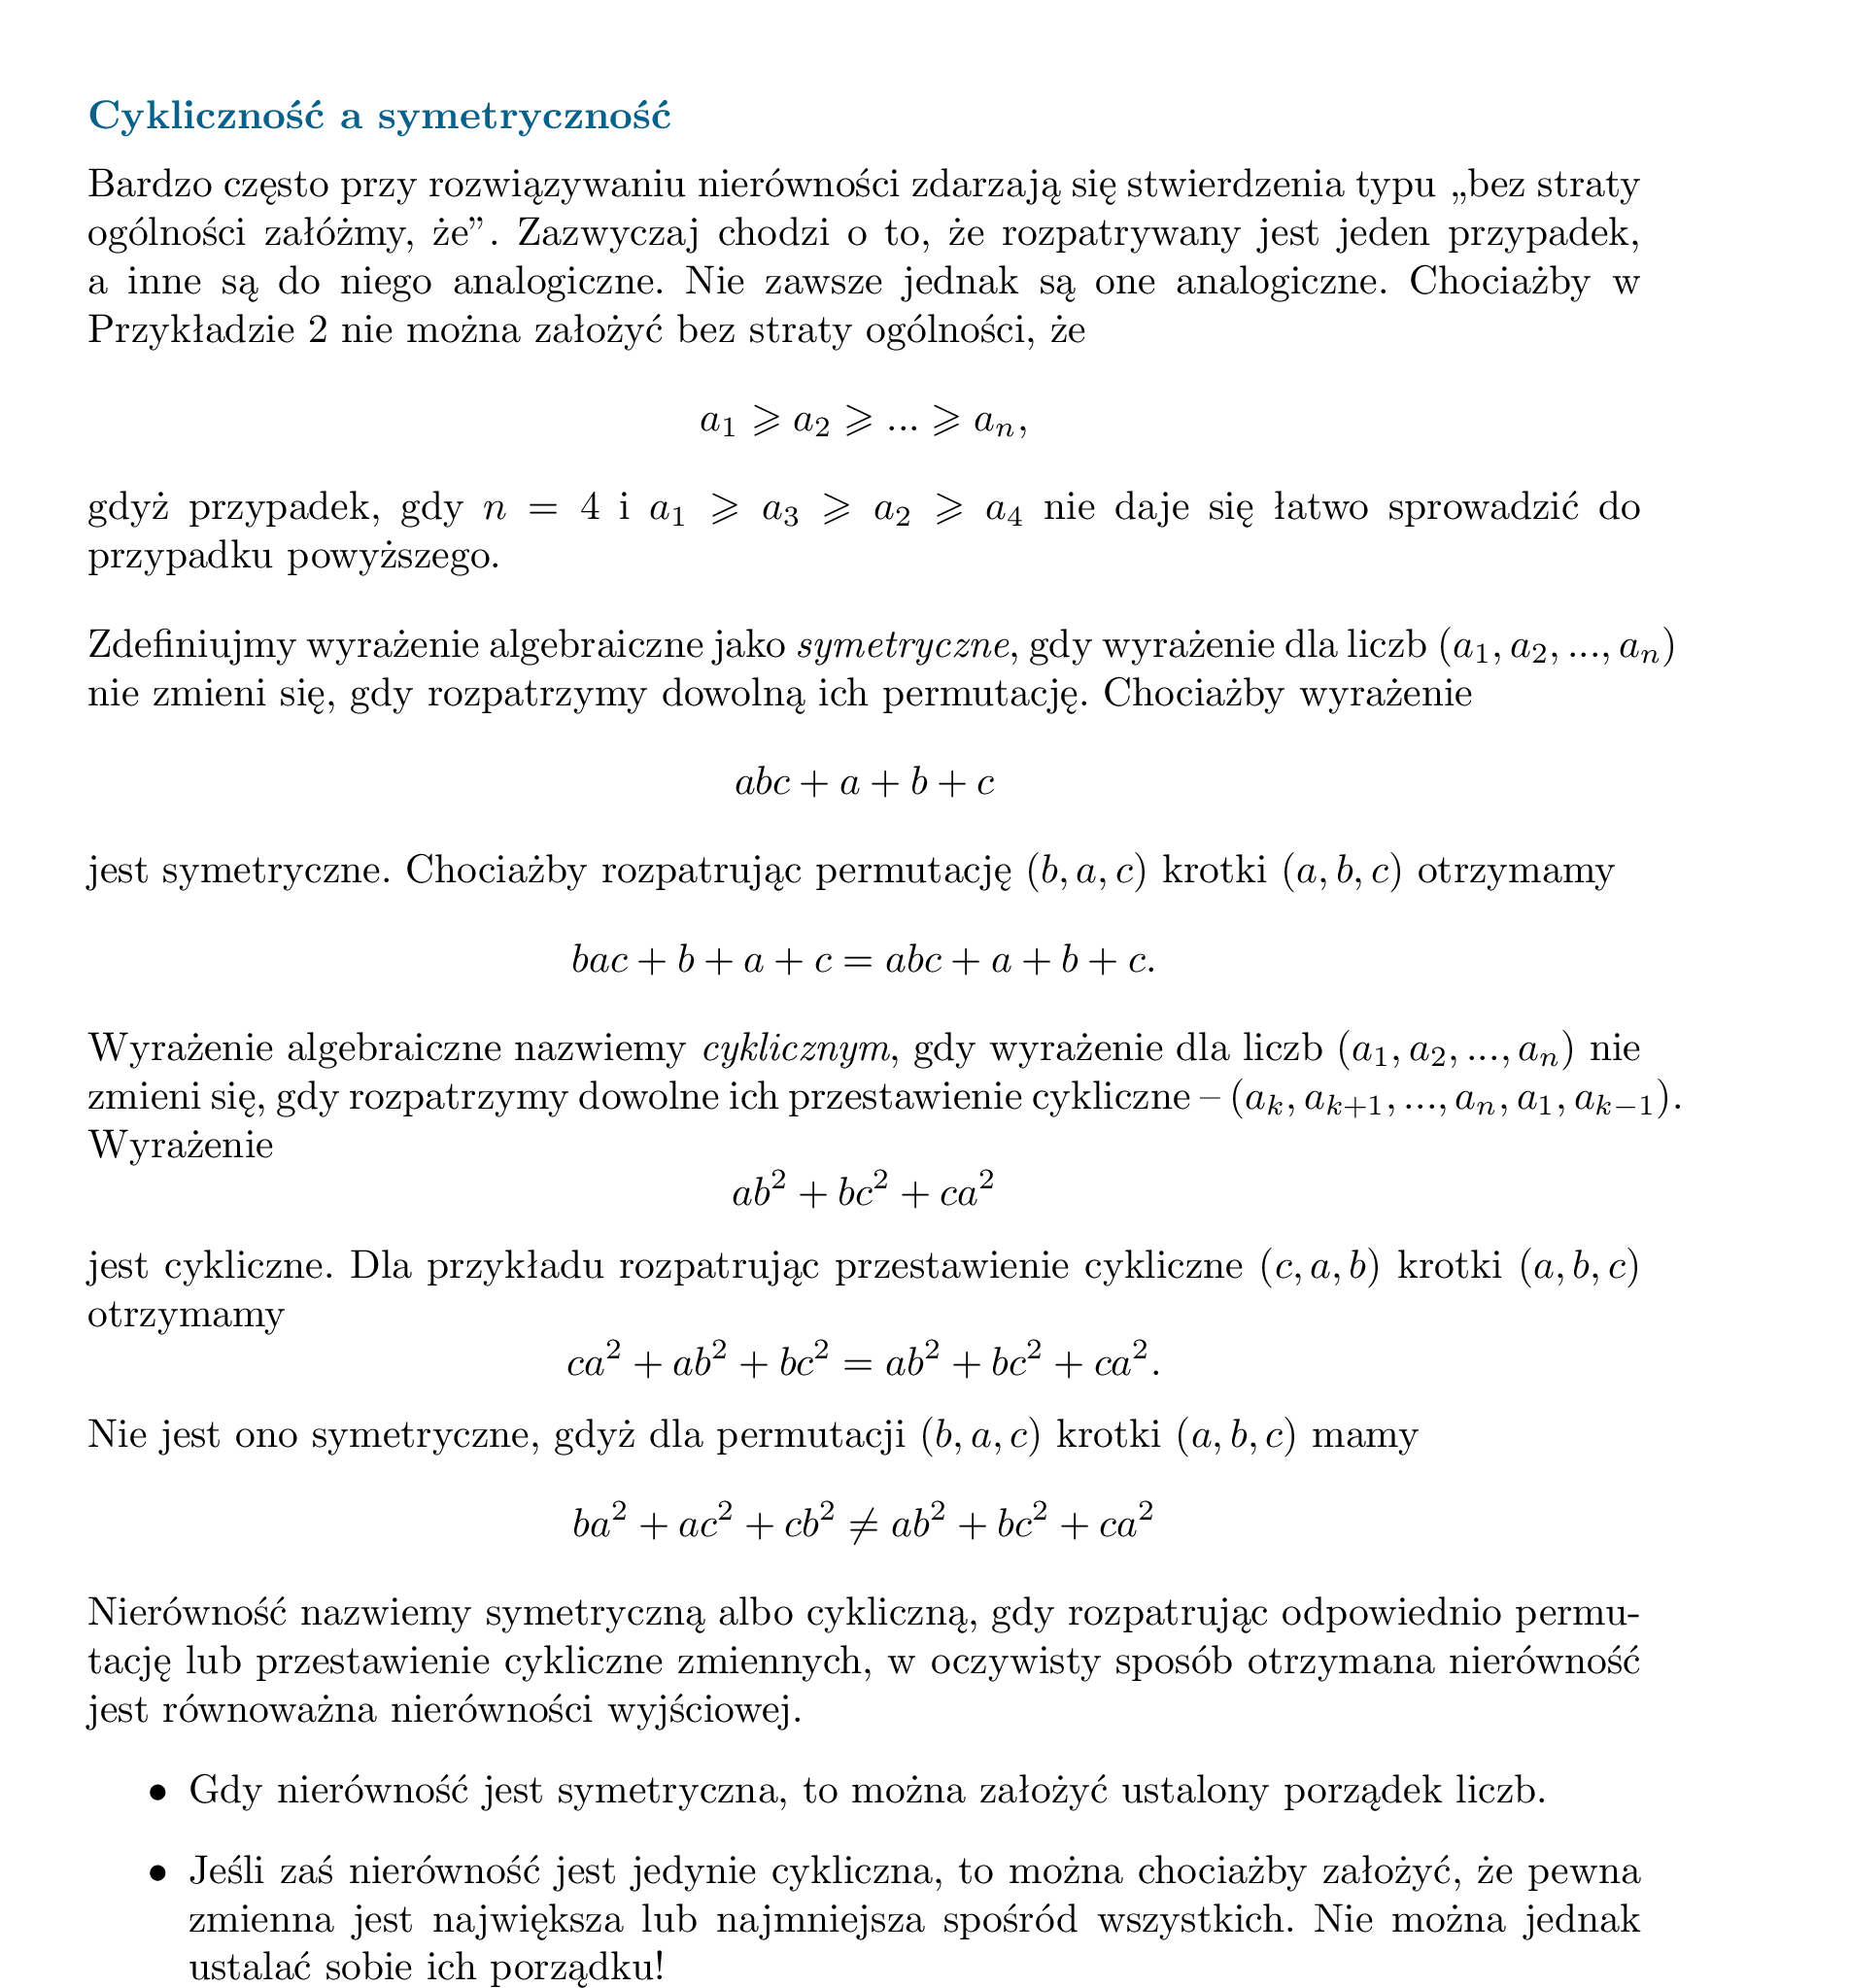 Cykliczność a symetryczność
Bardzo często przy rozwiązywaniu nierówności zdarzają się stwierdzenia typu „bez straty
ogólności załóżmy, że”. Zazwyczaj chodzi o to, że rozpatrywany jest jeden przypadek,
a inne są do niego analogiczne. Nie zawsze jednak są one analogiczne. Chociażby w
Przykładzie 2 nie można założyć bez straty ogólności, że
$a_1 \geqslant a_2 \geqslant ... \geqslant a_n,$
gdyż przypadek, gdy $n = 4$ i $a_1 \geqslant a_3 \geqslant a_2 \geqslant a_4$ nie daje się łatwo sprowadzić do
przypadku powyższego.
Zdefiniujmy wyrażenie algebraiczne jako symetryczne, gdy wyrażenie dla liczb $(a_1, a_2, ..., a_n)$
nie zmieni się, gdy rozpatrzymy dowolną ich permutację. Chociażby wyrażenie
$abc + a + b + c$
jest symetryczne. Chociażby rozpatrując permutację $(b, a, c)$ krotki $(a, b, c)$ otrzymamy
$bac + b + a + c = abc + a + b + c.$
Wyrażenie algebraiczne nazwiemy cyklicznym, gdy wyrażenie dla liczb $(a_1, a_2, ..., a_n)$ nie
zmieni się, gdy rozpatrzymy dowolne ich przestawienie cykliczne – $(a_k, a_{k+1}, ..., a_n, a_1, a_{k-1})$.
Wyrażenie
$ab^2 + bc^2 + ca^2$
jest cykliczne. Dla przykładu rozpatrując przestawienie cykliczne $(c, a, b)$ krotki $(a, b, c)$
otrzymamy
$ca^2 + ab^2 + bc^2 = ab^2 + bc^2 + ca^2.$
Nie jest ono symetryczne, gdyż dla permutacji $(b, a, c)$ krotki $(a, b, c)$ mamy
$ba^2 + ac^2 + cb^2 \neq ab^2 + bc^2 + ca^2$
Nierówność nazwiemy symetryczną albo cykliczną, gdy rozpatrując odpowiednio permu-
tację lub przestawienie cykliczne zmiennych, w oczywisty sposób otrzymana nierówność
jest równoważna nierówności wyjściowej.
• Gdy nierówność jest symetryczna, to można założyć ustalony porządek liczb.
• Jeśli zaś nierówność jest jedynie cykliczna, to można chociażby założyć, że pewna
zmienna jest największa lub najmniejsza spośród wszystkich. Nie można jednak
ustalać sobie ich porządku!